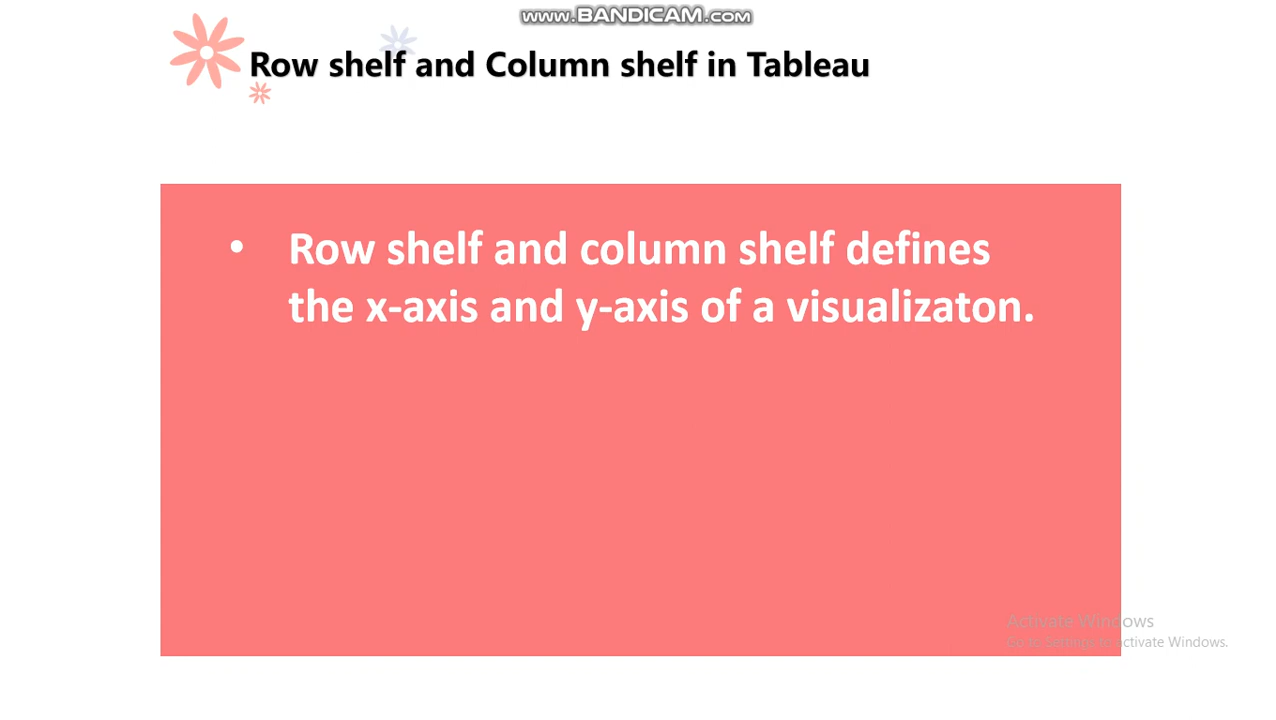 www.BANDICAM.com
Row shelf and Column shelf in Tableau
• Row shelf and column shelf defines
the x-axis and y-axis of a visualizaton.
Activate Windows
Go to Settings to activate Windows.